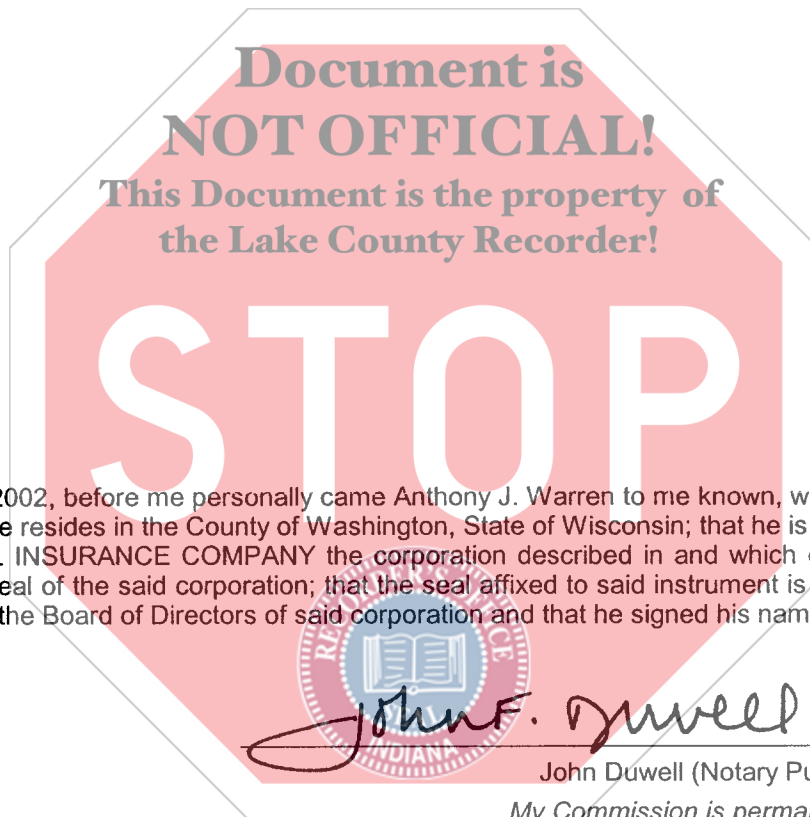 Document is
NOT OFFICIAL!
This Document is the property of
the Lake County Recorder!
STOP
2002, before me personally came Anthony J. Warren to me known, w
e resides in the County of Washington, State of Wisconsin; that he is
INSURANCE COMPANY the corporation described in and which
eal of the said corporation; that the seal affixed to said instrument is
the Board of Directors of said corporation and that he signed his nam
RECORDER'S OFFICE
SEAL
INDIANA
John F. Duwell
John Duwell (Notary Pu
My Commission is perma